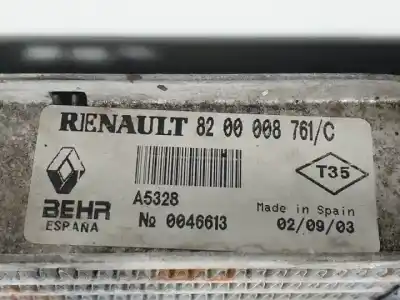 RENAULT 82 00 008 761/C
T35
BEHR
ESPAÑA
A5328
№ 0046613
Made in Spain
02/09/03